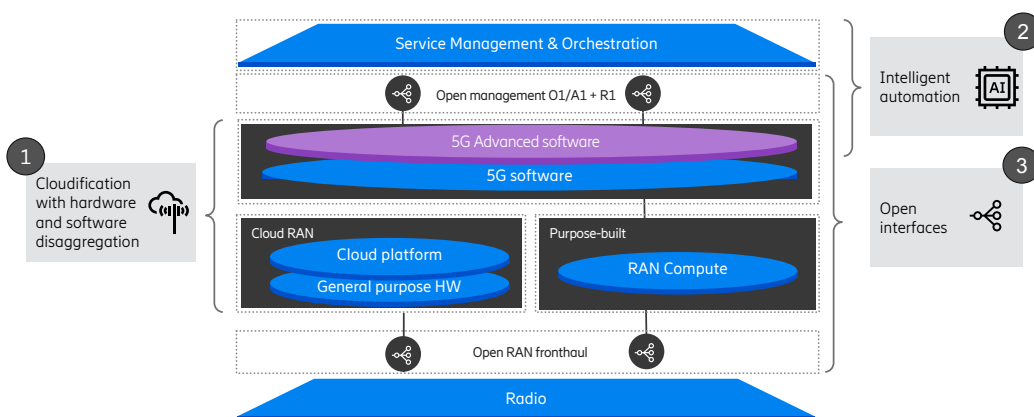 Service Management & Orchestration
2
Intelligent
automation
AI
Open management O1/A1 + R1
5G Advanced software
5G software
1
Cloudification
with hardware
and software
disaggregation
3
Open
interfaces
Cloud RAN
Cloud platform
General purpose HW
Purpose-built
RAN Compute
Open RAN fronthaul
Radio